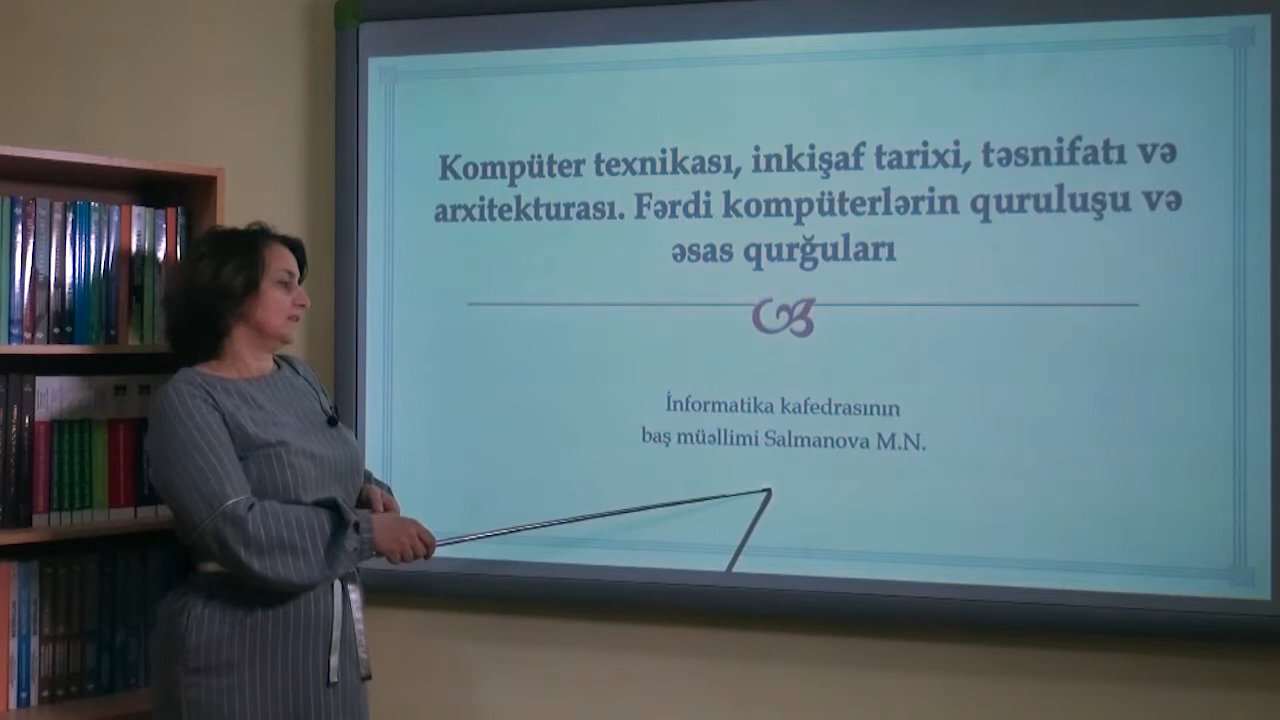 Kompüter texnikası, inkişaf tarixi, təsnifatı və
arxitekturası. Fərdi kompüterlərin quruluşu və
əsas qurğuları
İnformatika kafedrasının
baş müəllimi Salmanova M.N.